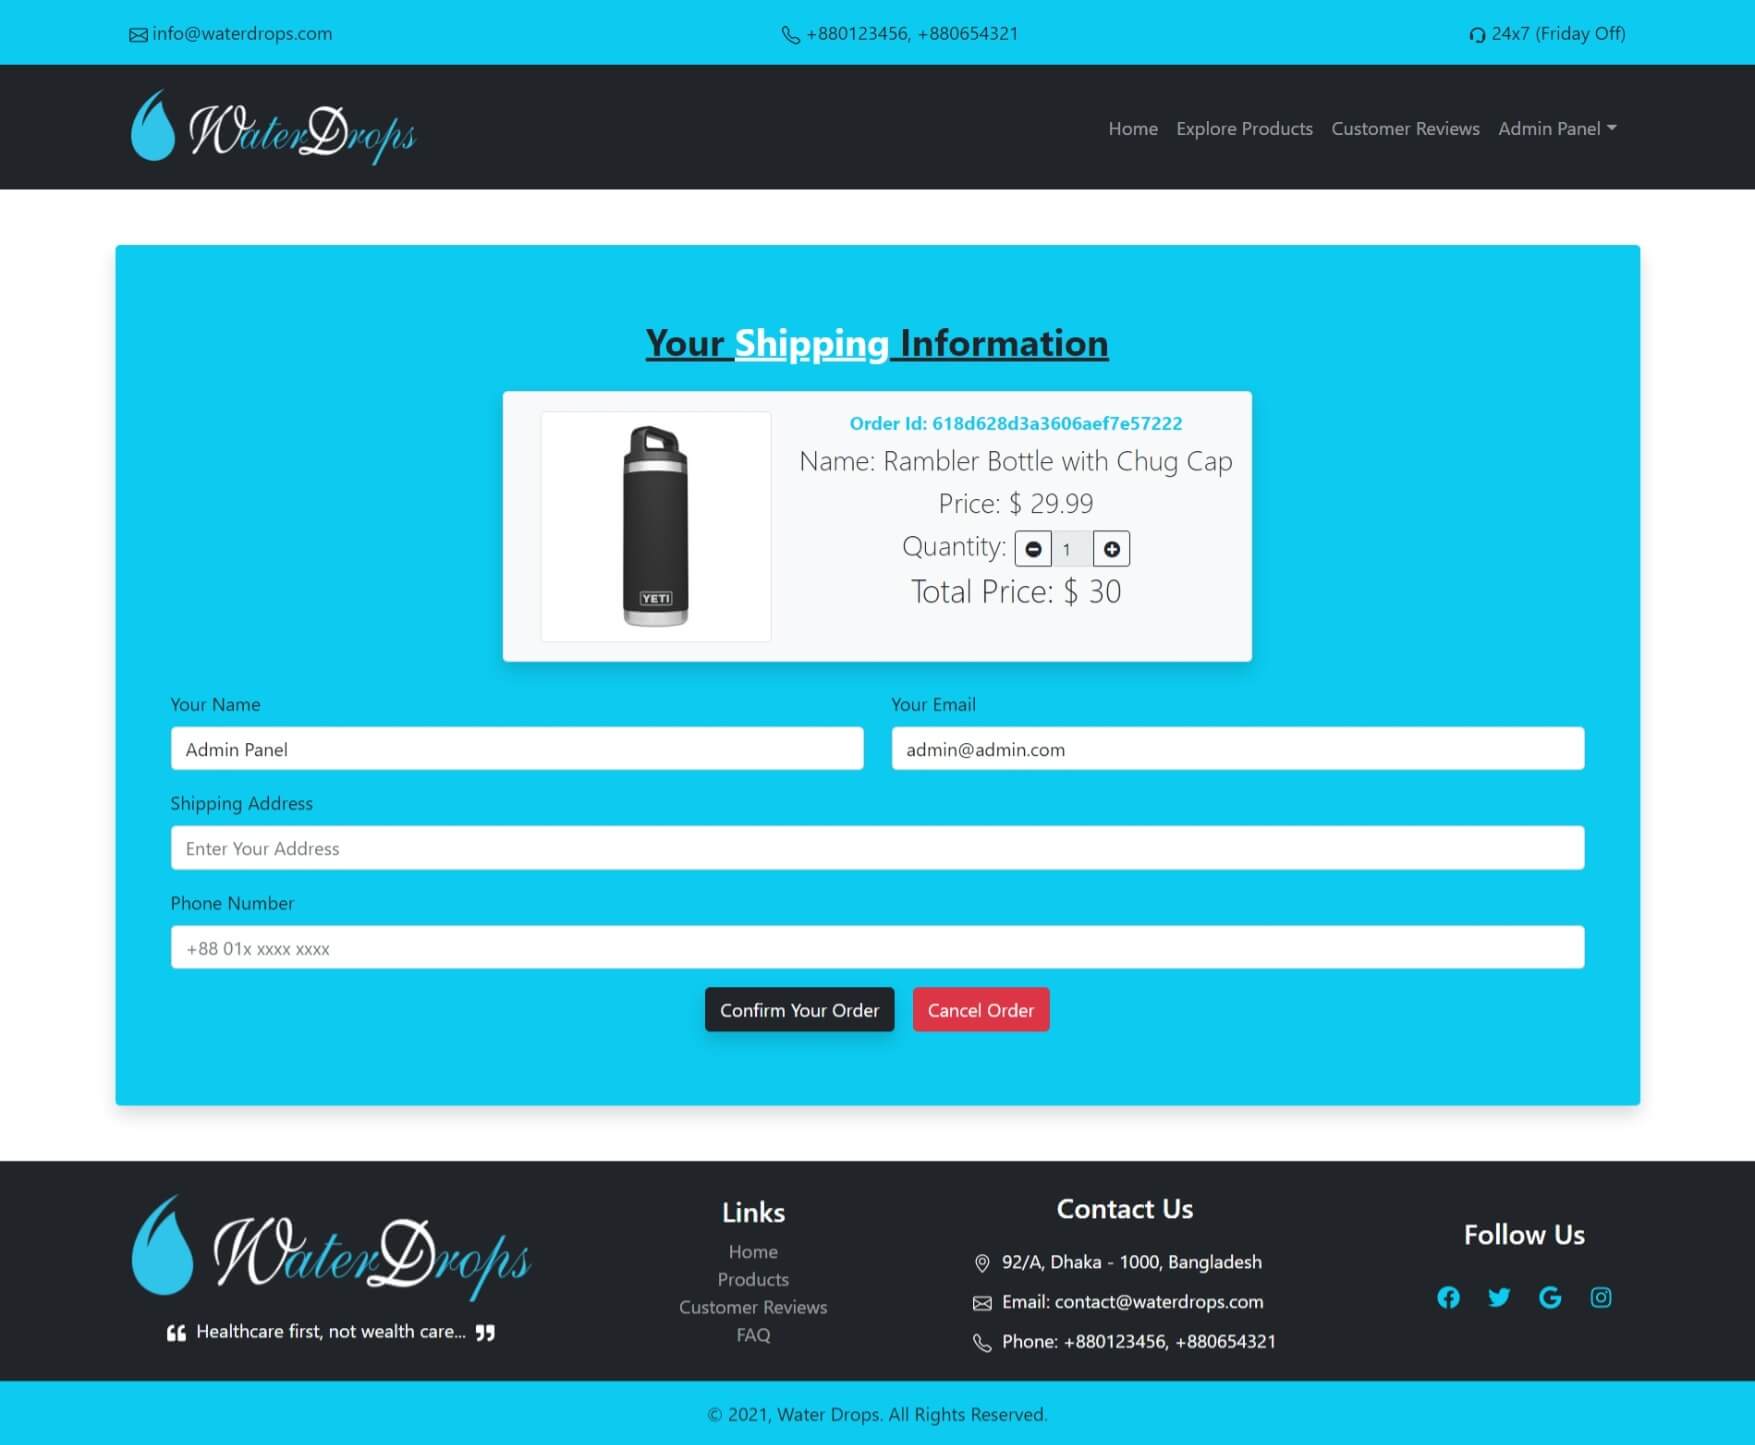 info@waterdrops.com
+880123456, +880654321
24x7 (Friday Off)
WaterDrops
Home
Explore Products
Customer Reviews
Admin Panel
Your Shipping Information
YETI
Order Id: 618d628d3a3606aef7e57222
Name: Rambler Bottle with Chug Cap
Price: $ 29.99
Quantity: 1
Total Price: $ 30
Your Name
Your Email
Admin Panel
admin@admin.com
Shipping Address
Enter Your Address
Phone Number
+88 01x xxxx xxxx
Confirm Your Order
Cancel Order
WaterDrops
❝ Healthcare first, not wealth care... ❞
Links
Home
Products
Customer Reviews
FAQ
Contact Us
92/A, Dhaka - 1000, Bangladesh
Email: contact@waterdrops.com
Phone: +880123456, +880654321
Follow Us
© 2021, Water Drops. All Rights Reserved.